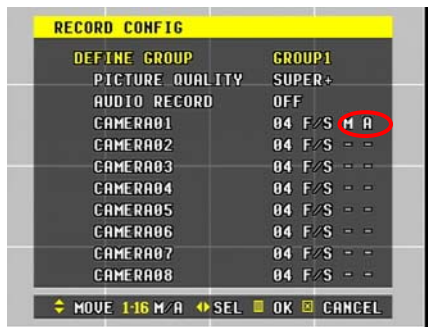 RECORD CONFIG
DEFINE GROUP GROUP1
PICTURE QUALITY SUPER+
AUDIO RECORD OFF
CAMERA01 04 F/S M A
CAMERA02 04 F/S - -
CAMERA03 04 F/S - -
CAMERA04 04 F/S - -
CAMERA05 04 F/S - -
CAMERA06 04 F/S - -
CAMERA07 04 F/S - -
CAMERA08 04 F/S - -
MOVE 1-16 M/A SEL OK CANCEL